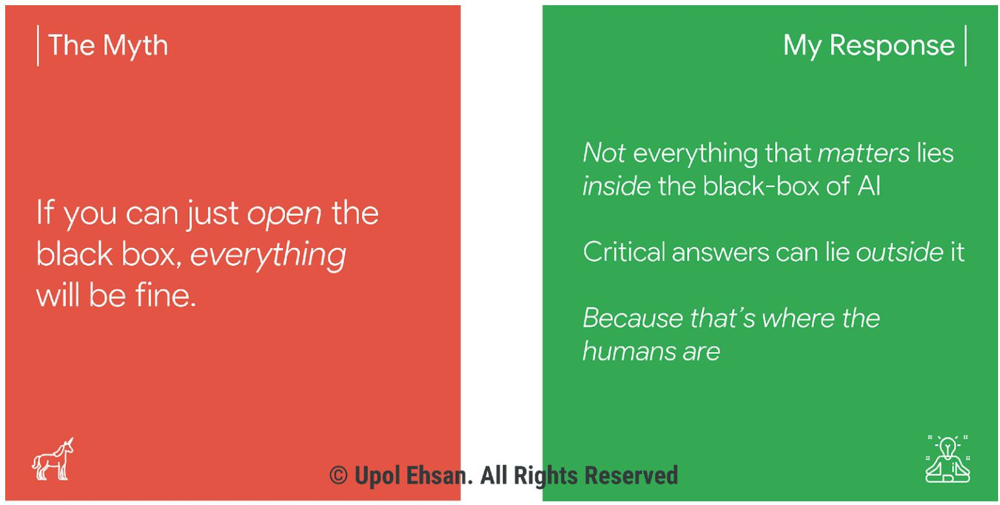 The Myth
If you can just open the
black box, everything
will be fine.
My Response
Not everything that matters lies
inside the black-box of AI
Critical answers can lie outside it
Because that's where the
humans are
© Upol Ehsan. All Rights Reserved